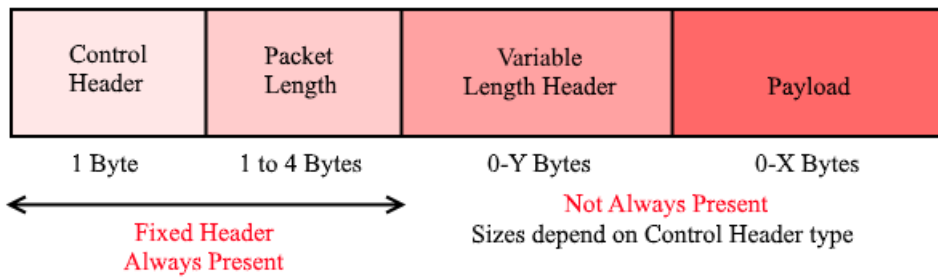 Control
Header
Packet
Length
Variable
Length Header
Payload
1 Byte
1 to 4 Bytes
0-Y Bytes
0-X Bytes
Fixed Header
Always Present
Not Always Present
Sizes depend on Control Header type